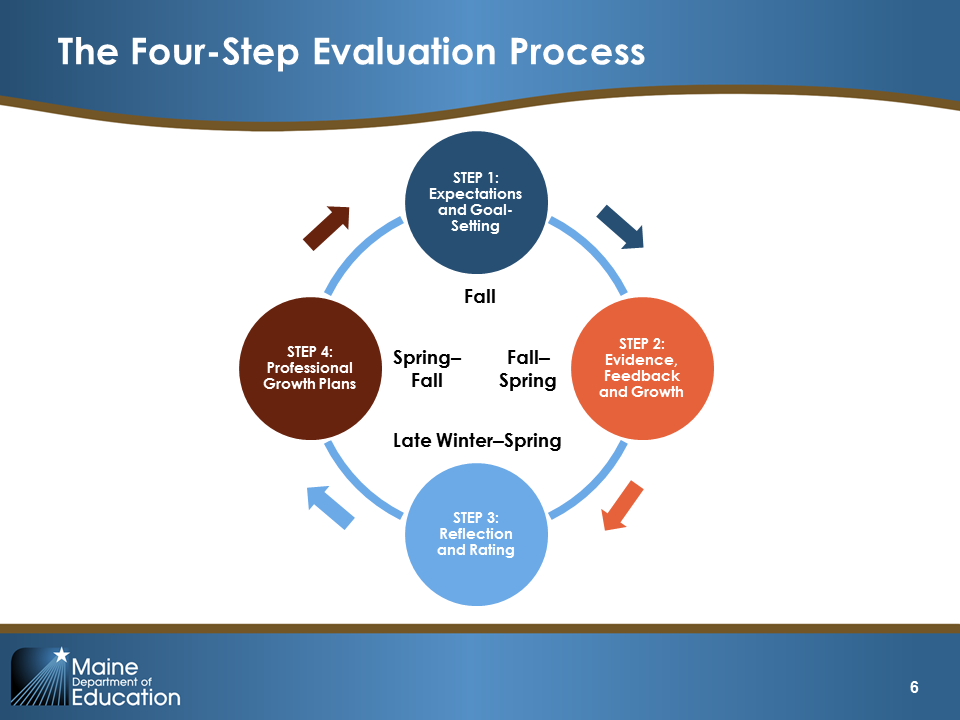 The Four-Step Evaluation Process
STEP 1:
Expectations
and Goal-
Setting
Fall
STEP 2:
Evidence,
Feedback
and Growth
Fall–
Spring
STEP 3:
Reflection
and Rating
Late Winter–Spring
STEP 4:
Professional
Growth Plans
Spring–
Fall
Maine
Department of
Education
6